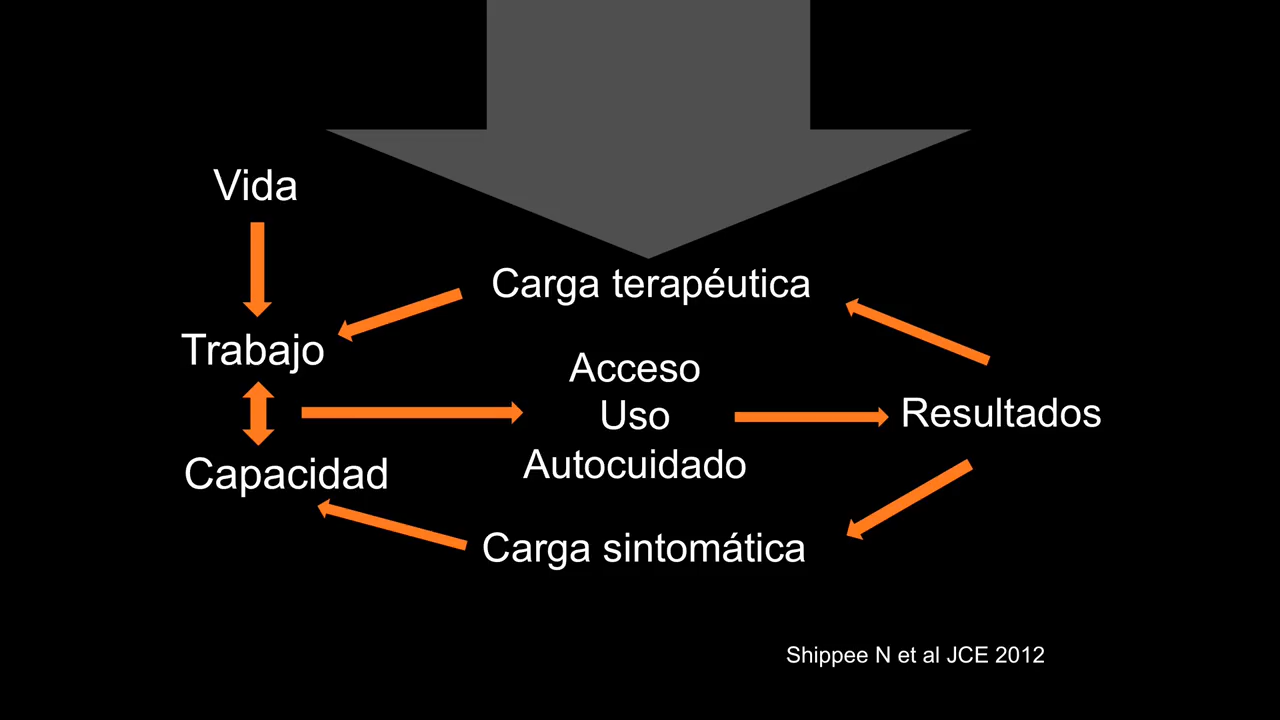 Vida
Carga terapéutica
Trabajo
Acceso
Uso
Resultados
Autocuidado
Capacidad
Carga sintomática
Shippee N et al JCE 2012